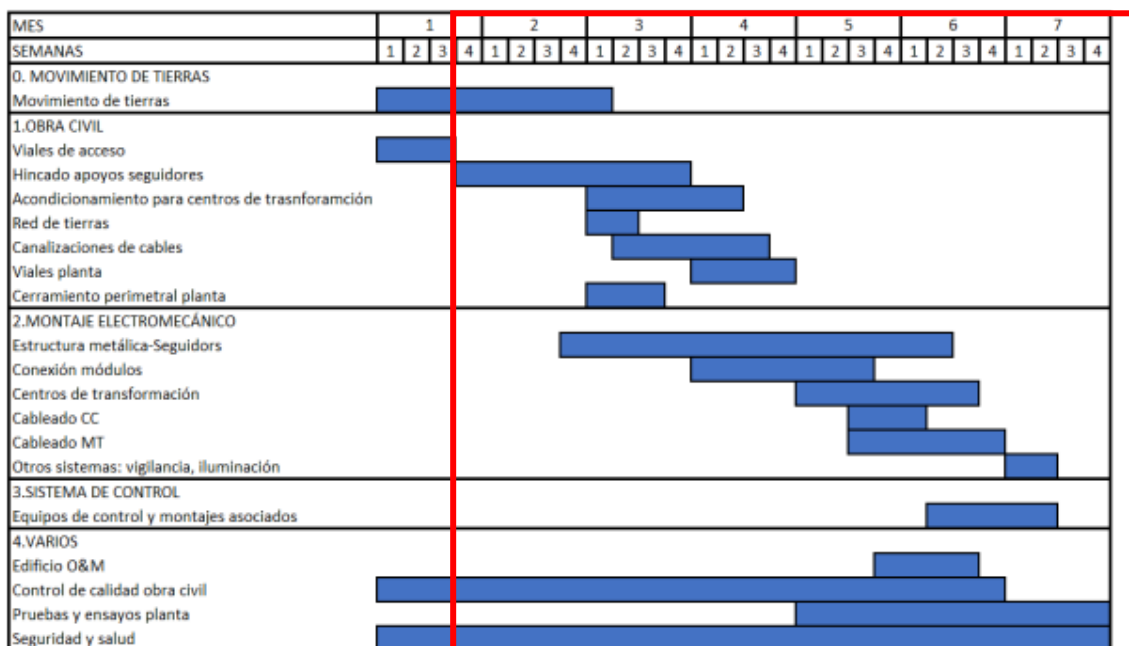 MES 1 2 3 4 5 6 7
SEMANAS 1 2 3 4 1 2 3 4 1 2 3 4 1 2 3 4 1 2 3 4 1 2 3 4 1 2 3 4
0. MOVIMIENTO DE TIERRAS
Movimiento de tierras
1.OBRA CIVIL
Viales de acceso
Hincado apoyos seguidores
Acondicionamiento para centros de trasnforamción
Red de tierras
Canalizaciones de cables
Viales planta
Cerramiento perimetral planta
2.MONTAJE ELECTROMECÁNICO
Estructura metálica-Seguidors
Conexión módulos
Centros de transformación
Cableado CC
Cableado MT
Otros sistemas: vigilancia, iluminación
3.SISTEMA DE CONTROL
Equipos de control y montajes asociados
4.VARIOS
Edificio O&M
Control de calidad obra civil
Pruebas y ensayos planta
Seguridad y salud